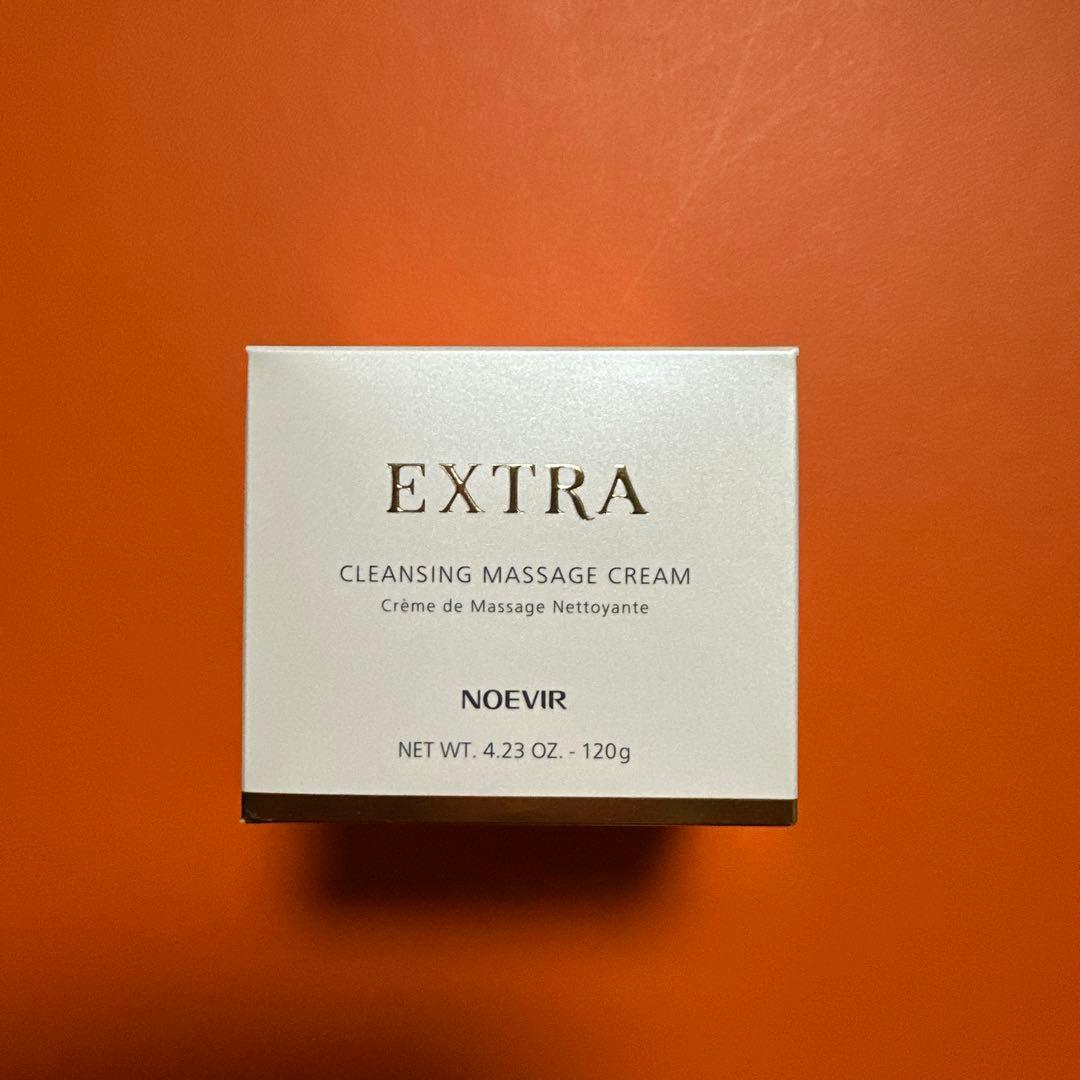 EXTRA
CLEANSING MASSAGE CREAM
Crème de Massage Nettoyante
NOEVIR
NET WT. 4.23 OZ. - 120g